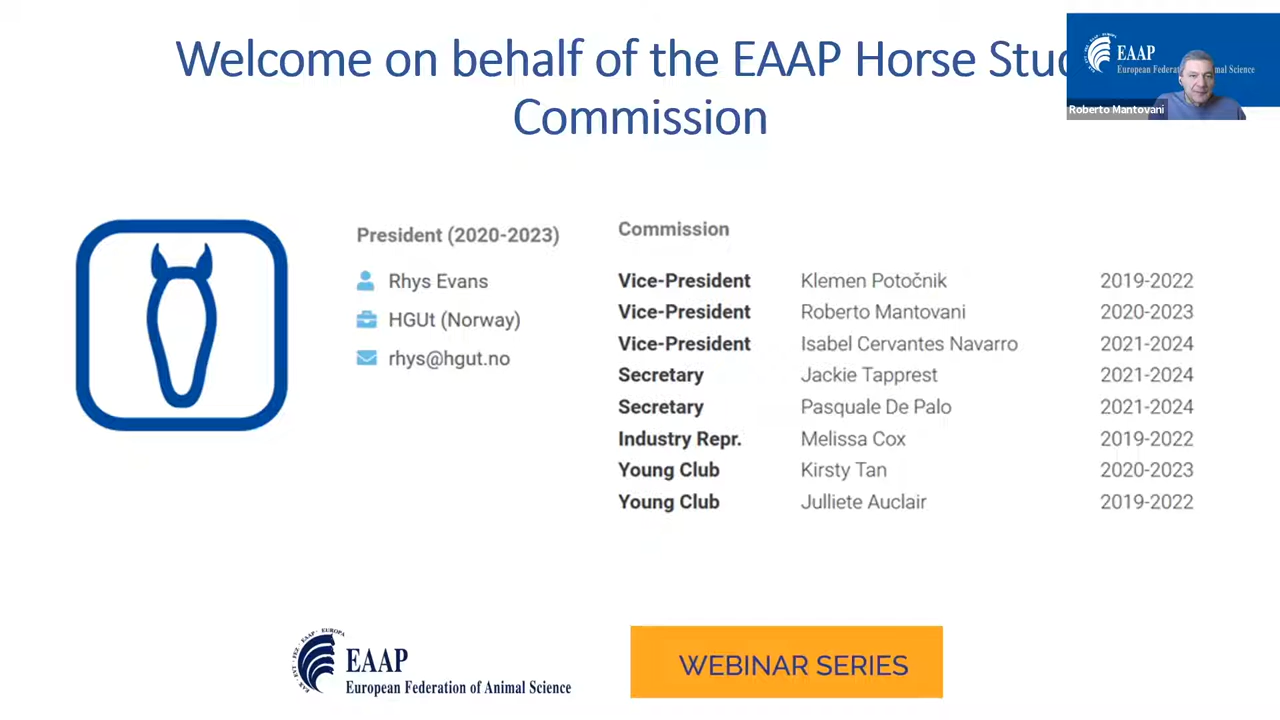 Welcome on behalf of the EAAP Horse
Commission
EAAP
European
Science
Roberto Mantovani
President (2020-2023)
Rhys Evans
HGUt (Norway)
rhys@hgut.no
Commission
Vice-President Klemen Potočnik 2019-2022
Vice-President Roberto Mantovani 2020-2023
Vice-President Isabel Cervantes Navarro 2021-2024
Secretary Jackie Tapprest 2021-2024
Secretary Pasquale De Palo 2021-2024
Industry Repr. Melissa Cox 2019-2022
Young Club Kirsty Tan 2020-2023
Young Club Julliete Auclair 2019-2022
EAAP
European Federation of Animal Science
WEBINAR SERIES